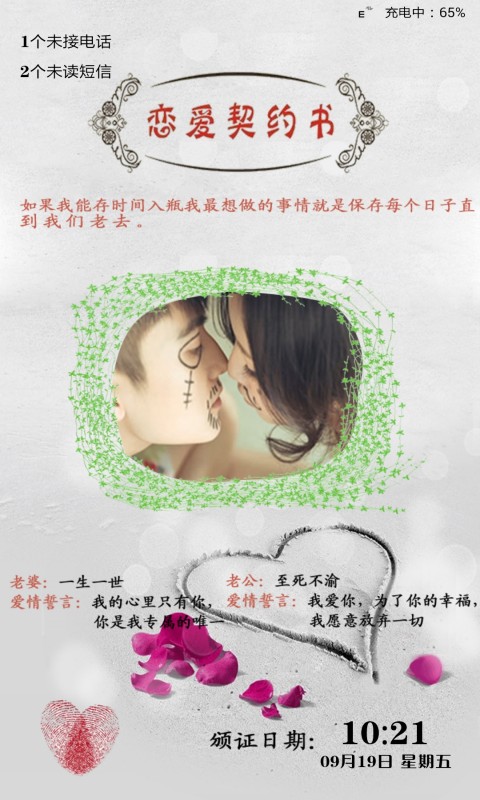 E 充电中：65%
1个未接电话
2个未读短信
恋爱契约书
如果我能存时间入瓶我最想做的事情就是保存每个日子直
到我们老去。
老婆：一生一世
爱情誓言：我的心里只有你，
你是我专属的唯一
老公：至死不渝
爱情誓言：我爱你，为了你的幸福，
我愿意放弃一切
颁证日期：
10:21
09月19日 星期五